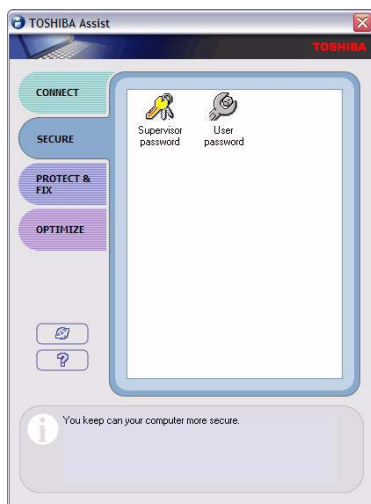 TOSHIBA Assist
TOSHIBA
CONNECT
SECURE
PROTECT &
FIX
OPTIMIZE
Supervisor
password
User
password
?
You keep can your computer more secure.